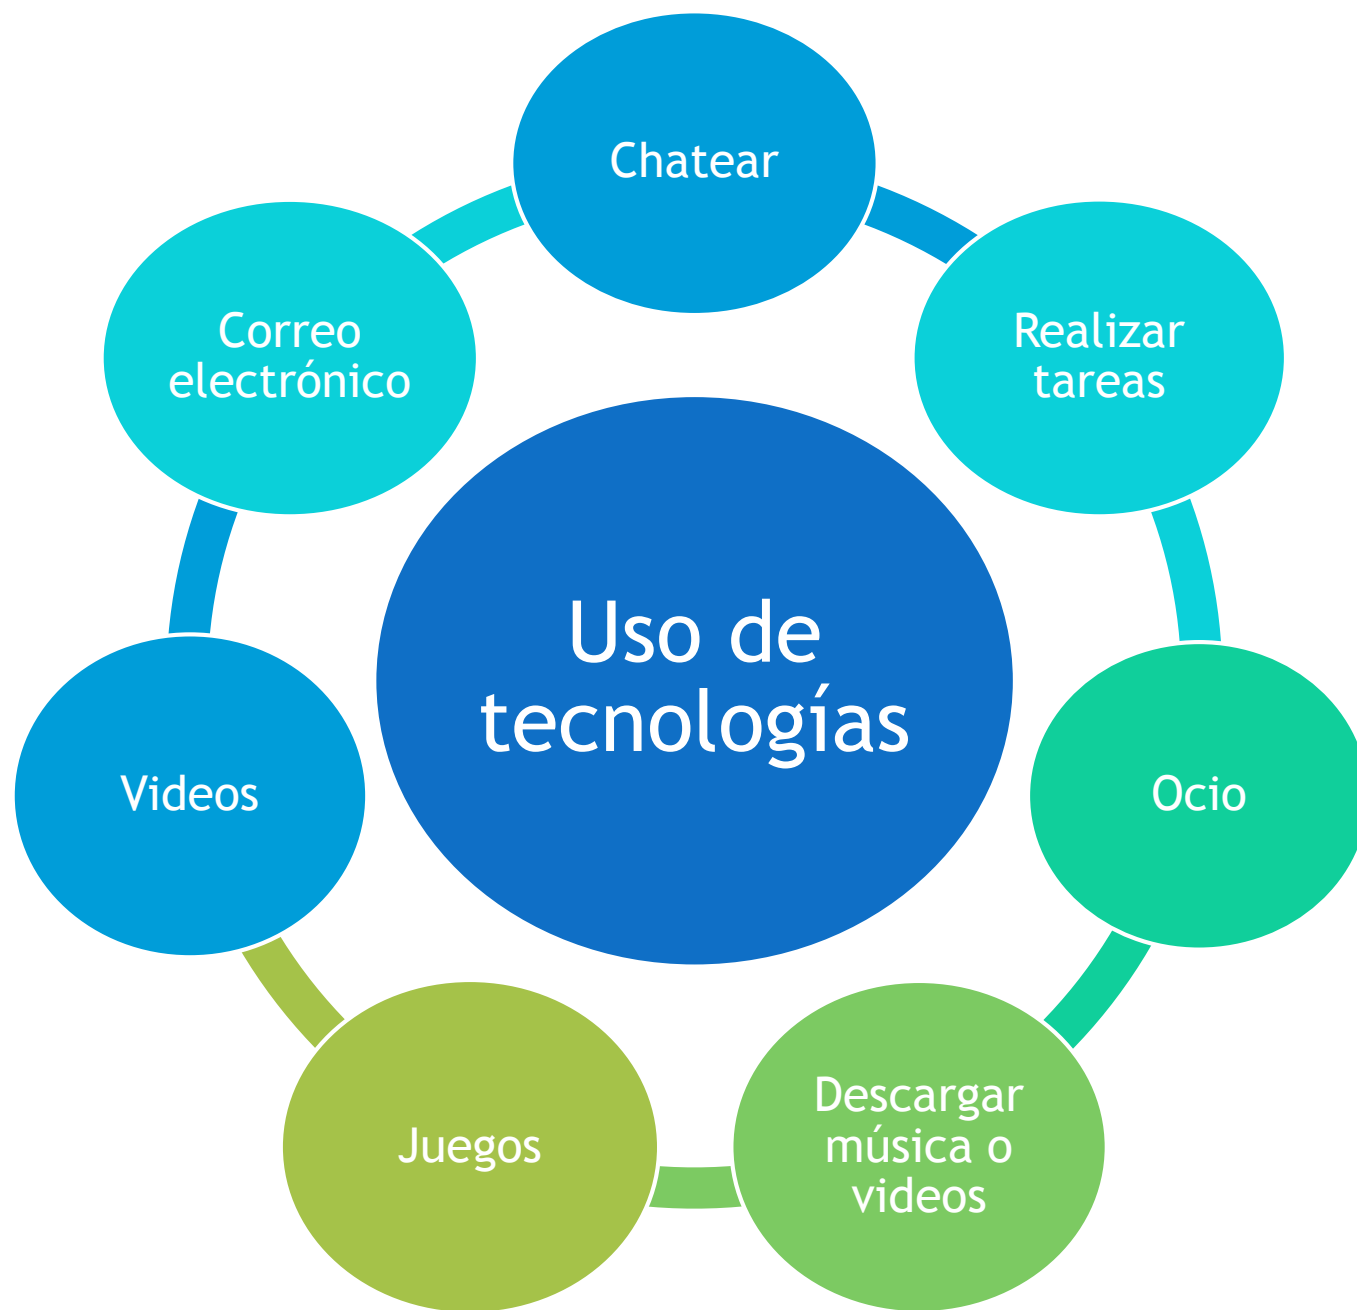 Chatear
Realizar
tareas
Ocio
Descargar
música o
videos
Juegos
Videos
Correo
electrónico
Uso de
tecnologías